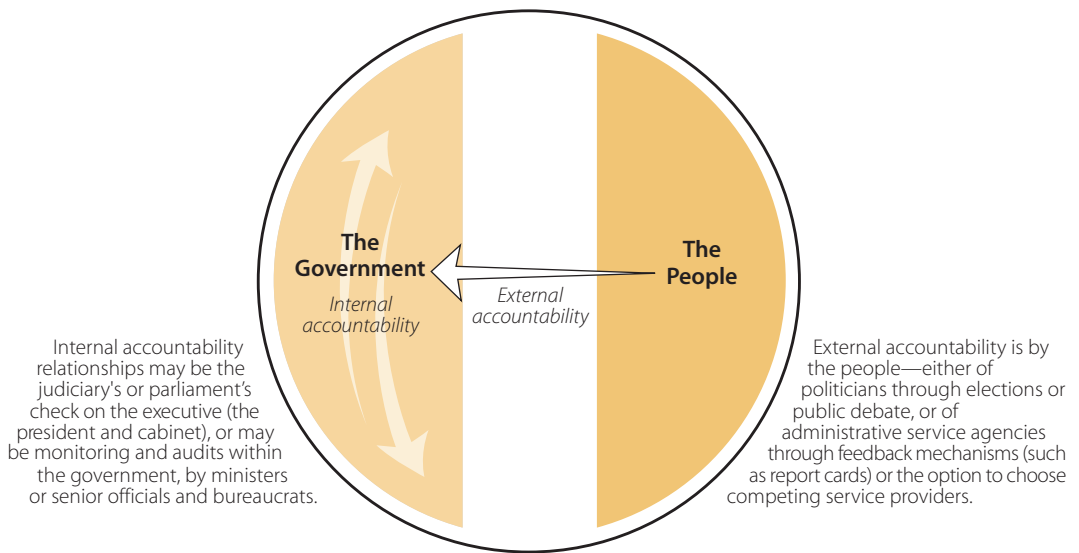 The
Government
Internal
accountability
External
accountability
The
People
Internal accountability
relationships may be the
judiciary's or parliament’s
check on the executive (the
president and cabinet), or may
be monitoring and audits within
the government, by ministers
or senior officials and bureaucrats.
External accountability is by
the people—either of
politicians through elections or
public debate, or of
administrative service agencies
through feedback mechanisms (such
as report cards) or the option to choose
competing service providers.